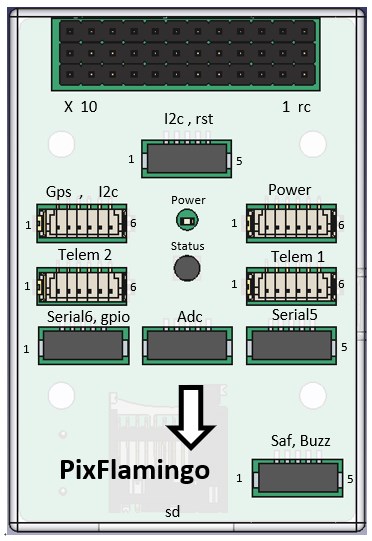 X 10 1 rc
I2c , rst
1 5
Gps , I2c Power Power
1 6 1 6
Status
Telem 2 Telem 1
1 6 1 6
Serial6, gpio Adc Serial5
1 5
Saf, Buzz
PixFlamingo
1 5
sd